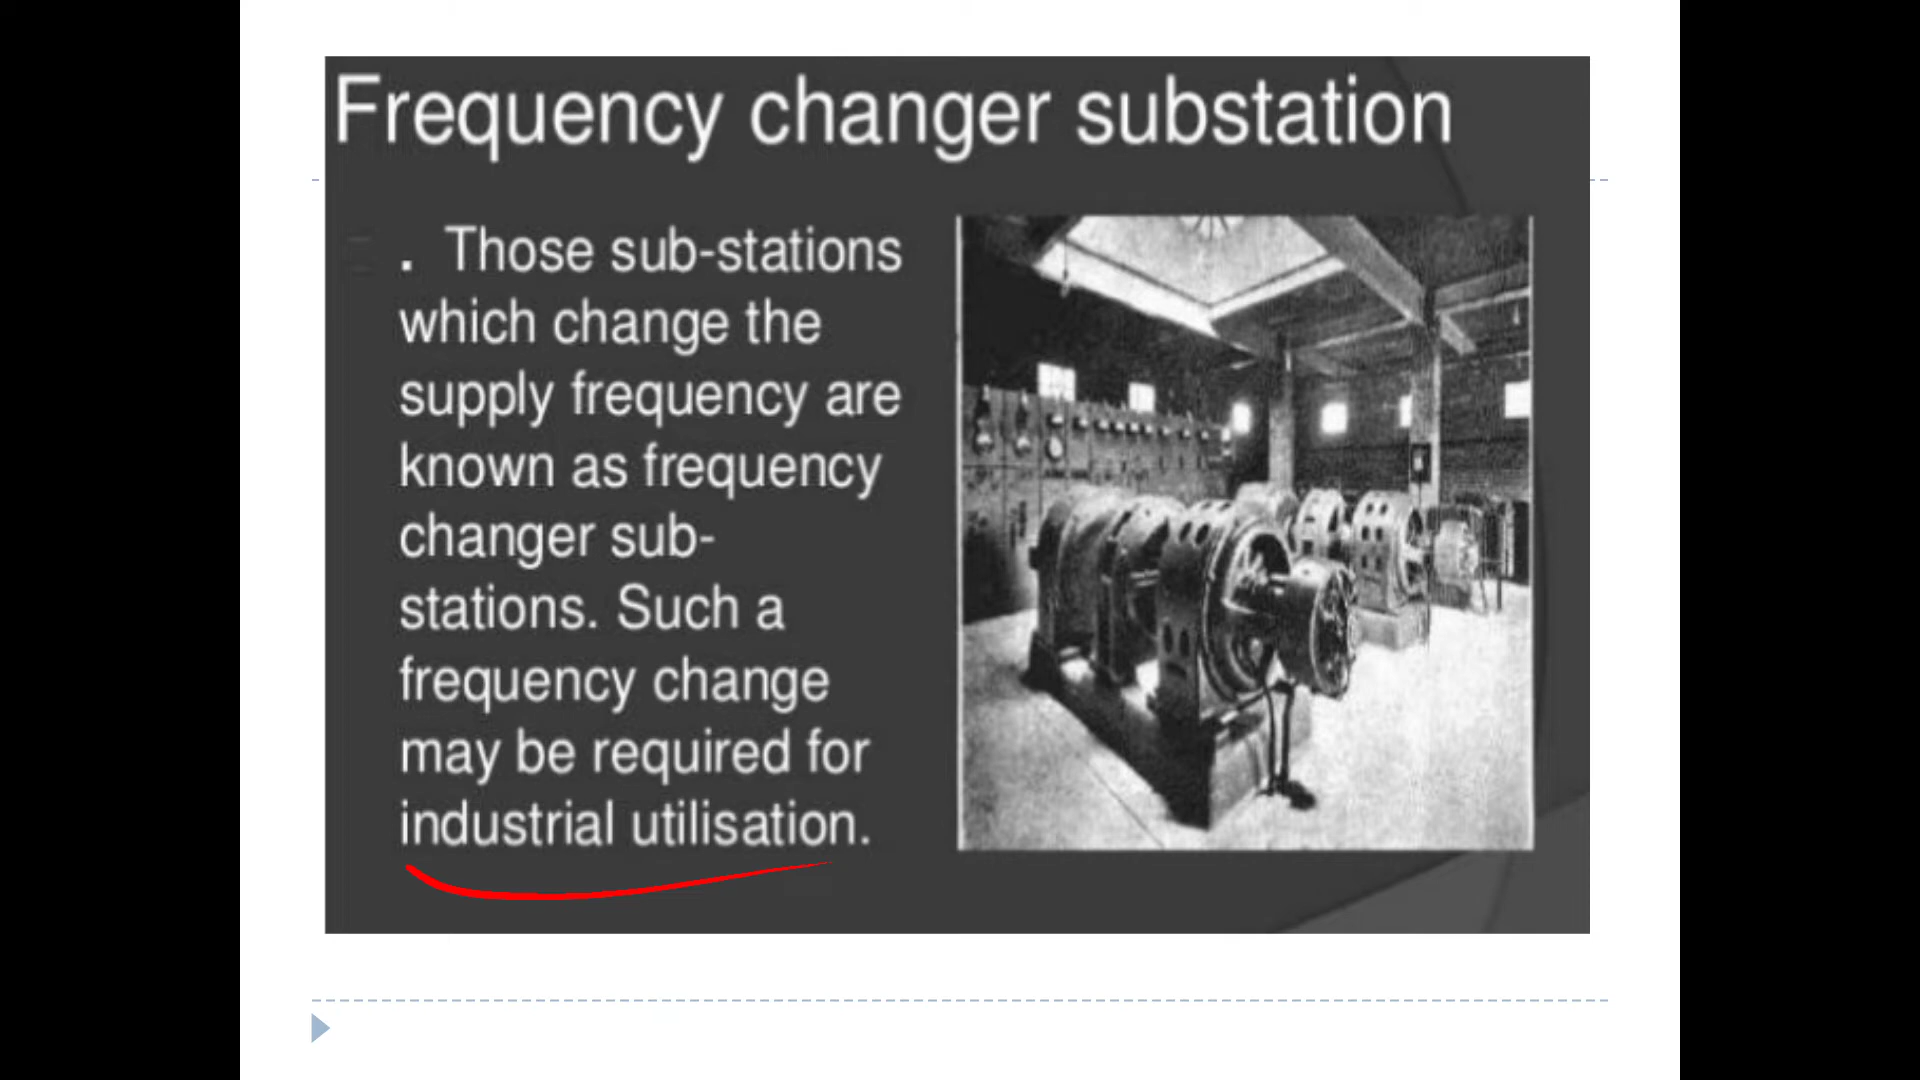 Frequency changer substation
. Those sub-stations
which change the
supply frequency are
known as frequency
changer sub-
stations. Such a
frequency change
may be required for
industrial utilisation.